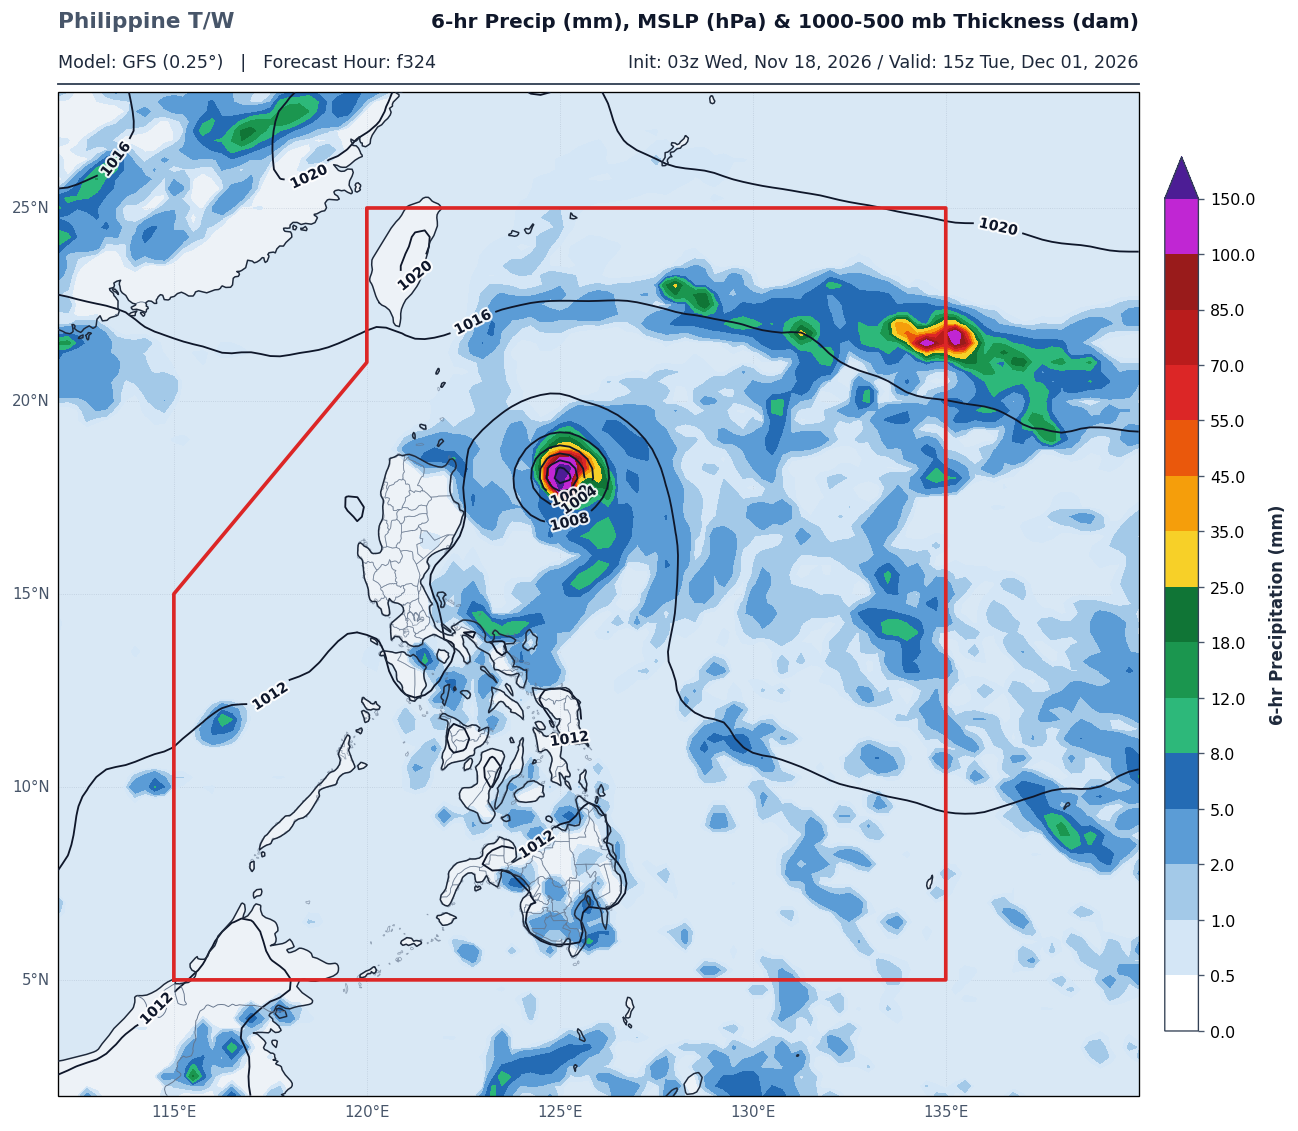 Philippine T/W
6-hr Precip (mm), MSLP (hPa) & 1000-500 mb Thickness (dam)
Model: GFS (0.25°) | Forecast Hour: f324
Init: 03z Wed, Nov 18, 2026 / Valid: 15z Tue, Dec 01, 2026
1016
1020
1020
1020
1016
1004
1008
1012
1012
1012
1012
25°N
20°N
15°N
10°N
5°N
115°E
120°E
125°E
130°E
135°E
150.0
100.0
85.0
70.0
55.0
45.0
35.0
25.0
18.0
12.0
8.0
5.0
2.0
1.0
0.5
0.0
6-hr Precipitation (mm)